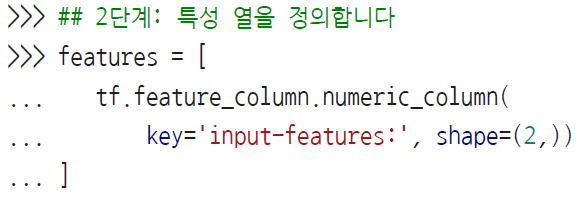 >>> ## 2단계: 특성 열을 정의합니다
>>> features = [
...    tf.feature_column.numeric_column(
...        key='input-features:', shape=(2,))
... ]